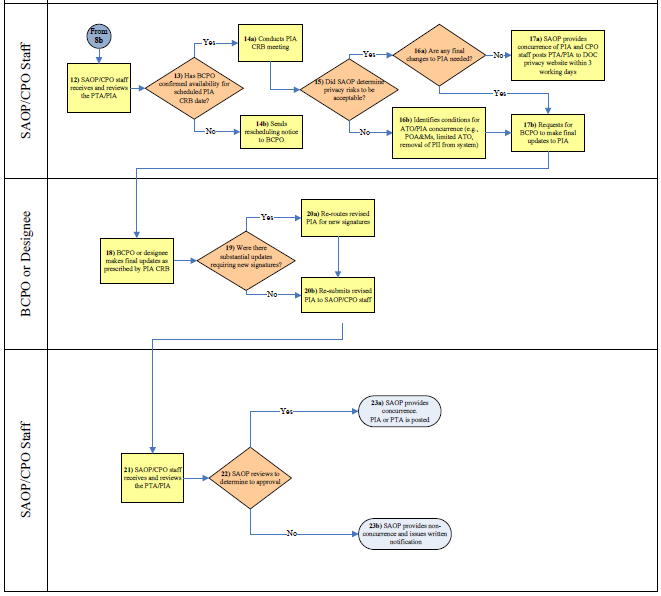 SAOP/CPO Staff
From
Sb
12) SAOP/CPO staff
receives and reviews
the PTA/PIA
13) Has BCPO
confirmed availability for
scheduled PIA
CRB date?
Yes
No
14a) Conducts PIA
CRB meeting
14b) Sends
rescheduling notice
to BCPO
15) Did SAOP determine
privacy risks to be
acceptable?
Yes
No
16a) Are any final
changes to PIA needed?
No
Yes
16b) Identifies conditions for
ATO/PIA concurrence (e.g.,
POA&Ms, limited ATO,
removal of PII from system)
17a) SAOP provides
concurrence of PIA and CPO
staff posts PTA/PIA to DOC
privacy website within 3
working days
17b) Requests for
BCPO to make final
updates to PIA
BCPO or Designee
18) BCPO or designee
makes final updates as
prescribed by PIA CRB
19) Were there
substantial updates
requiring new signatures?
Yes
No
20a) Re-routes revised
PIA for new signatures
20b) Re-submits revised
PIA to SAOP/CPO staff
SAOP/CPO Staff
21) SAOP/CPO staff
receives and reviews
the PTA/PIA
22) SAOP reviews to
determine to approval
Yes
No
23a) SAOP provides
concurrence.
PIA or PTA is posted
23b) SAOP provides non-
concurrence and issues written
notification